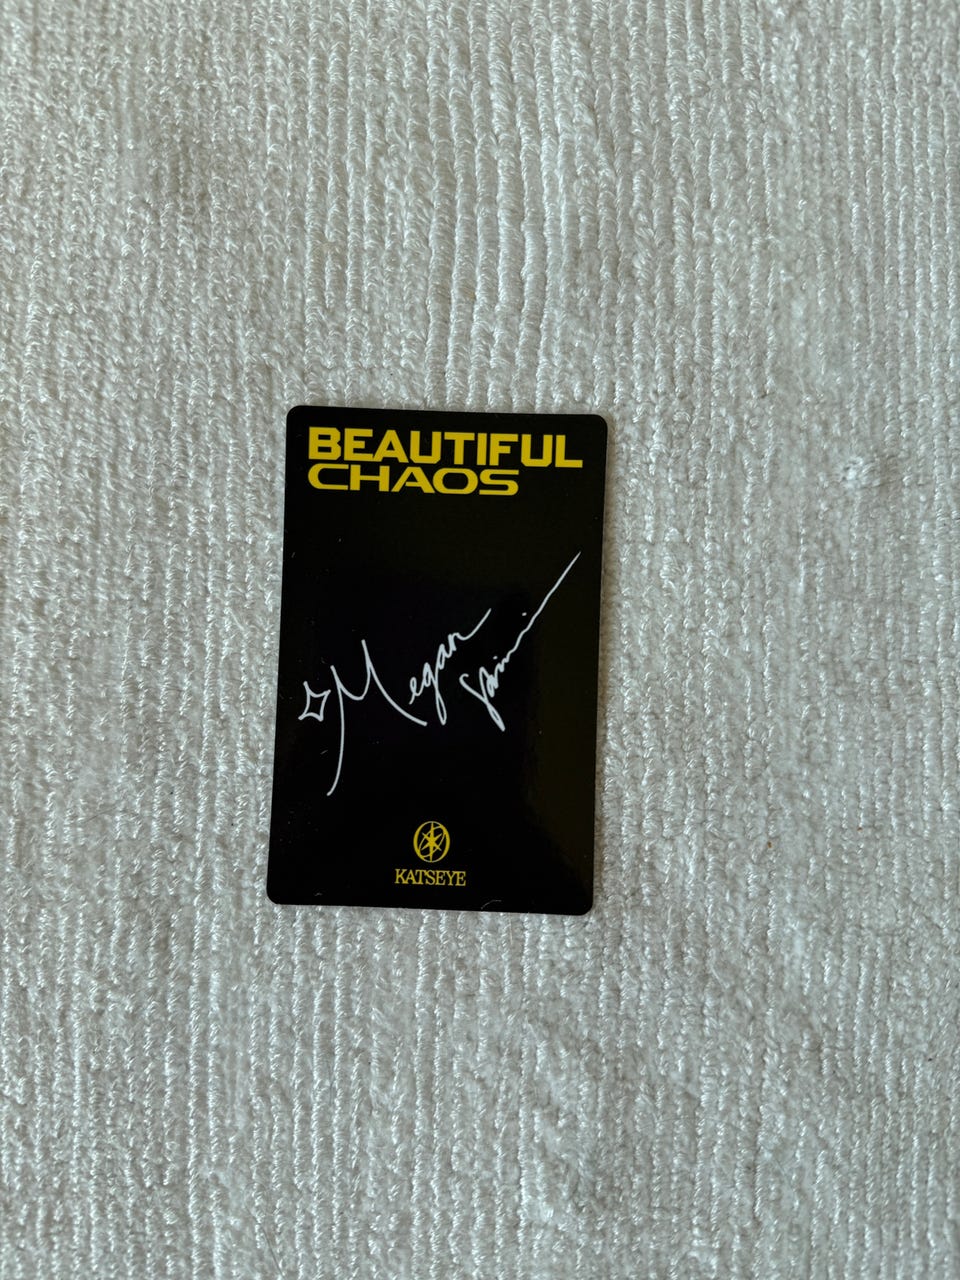 BEAUTIFUL
CHAOS
Megan
KATSEYE